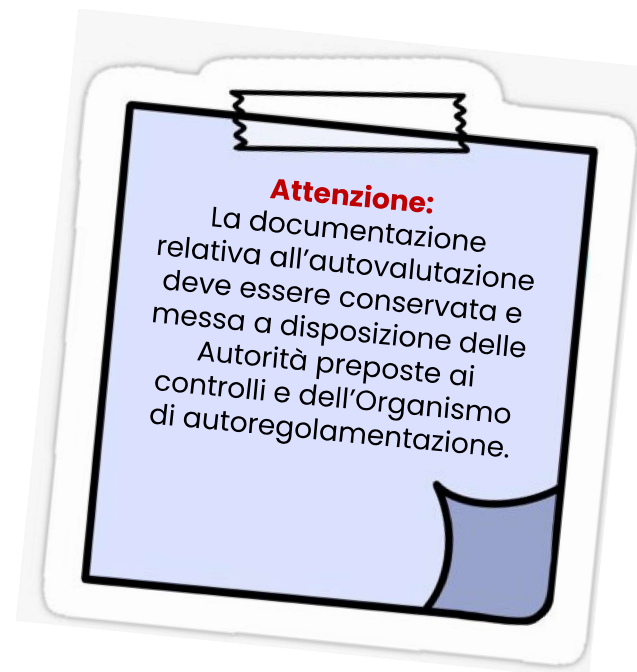 Attenzione:
La documentazione
relativa all’autovalutazione
deve essere conservata e
messa a disposizione delle
Autorità preposte ai
controlli e dell’Organismo
di autoregolamentazione.